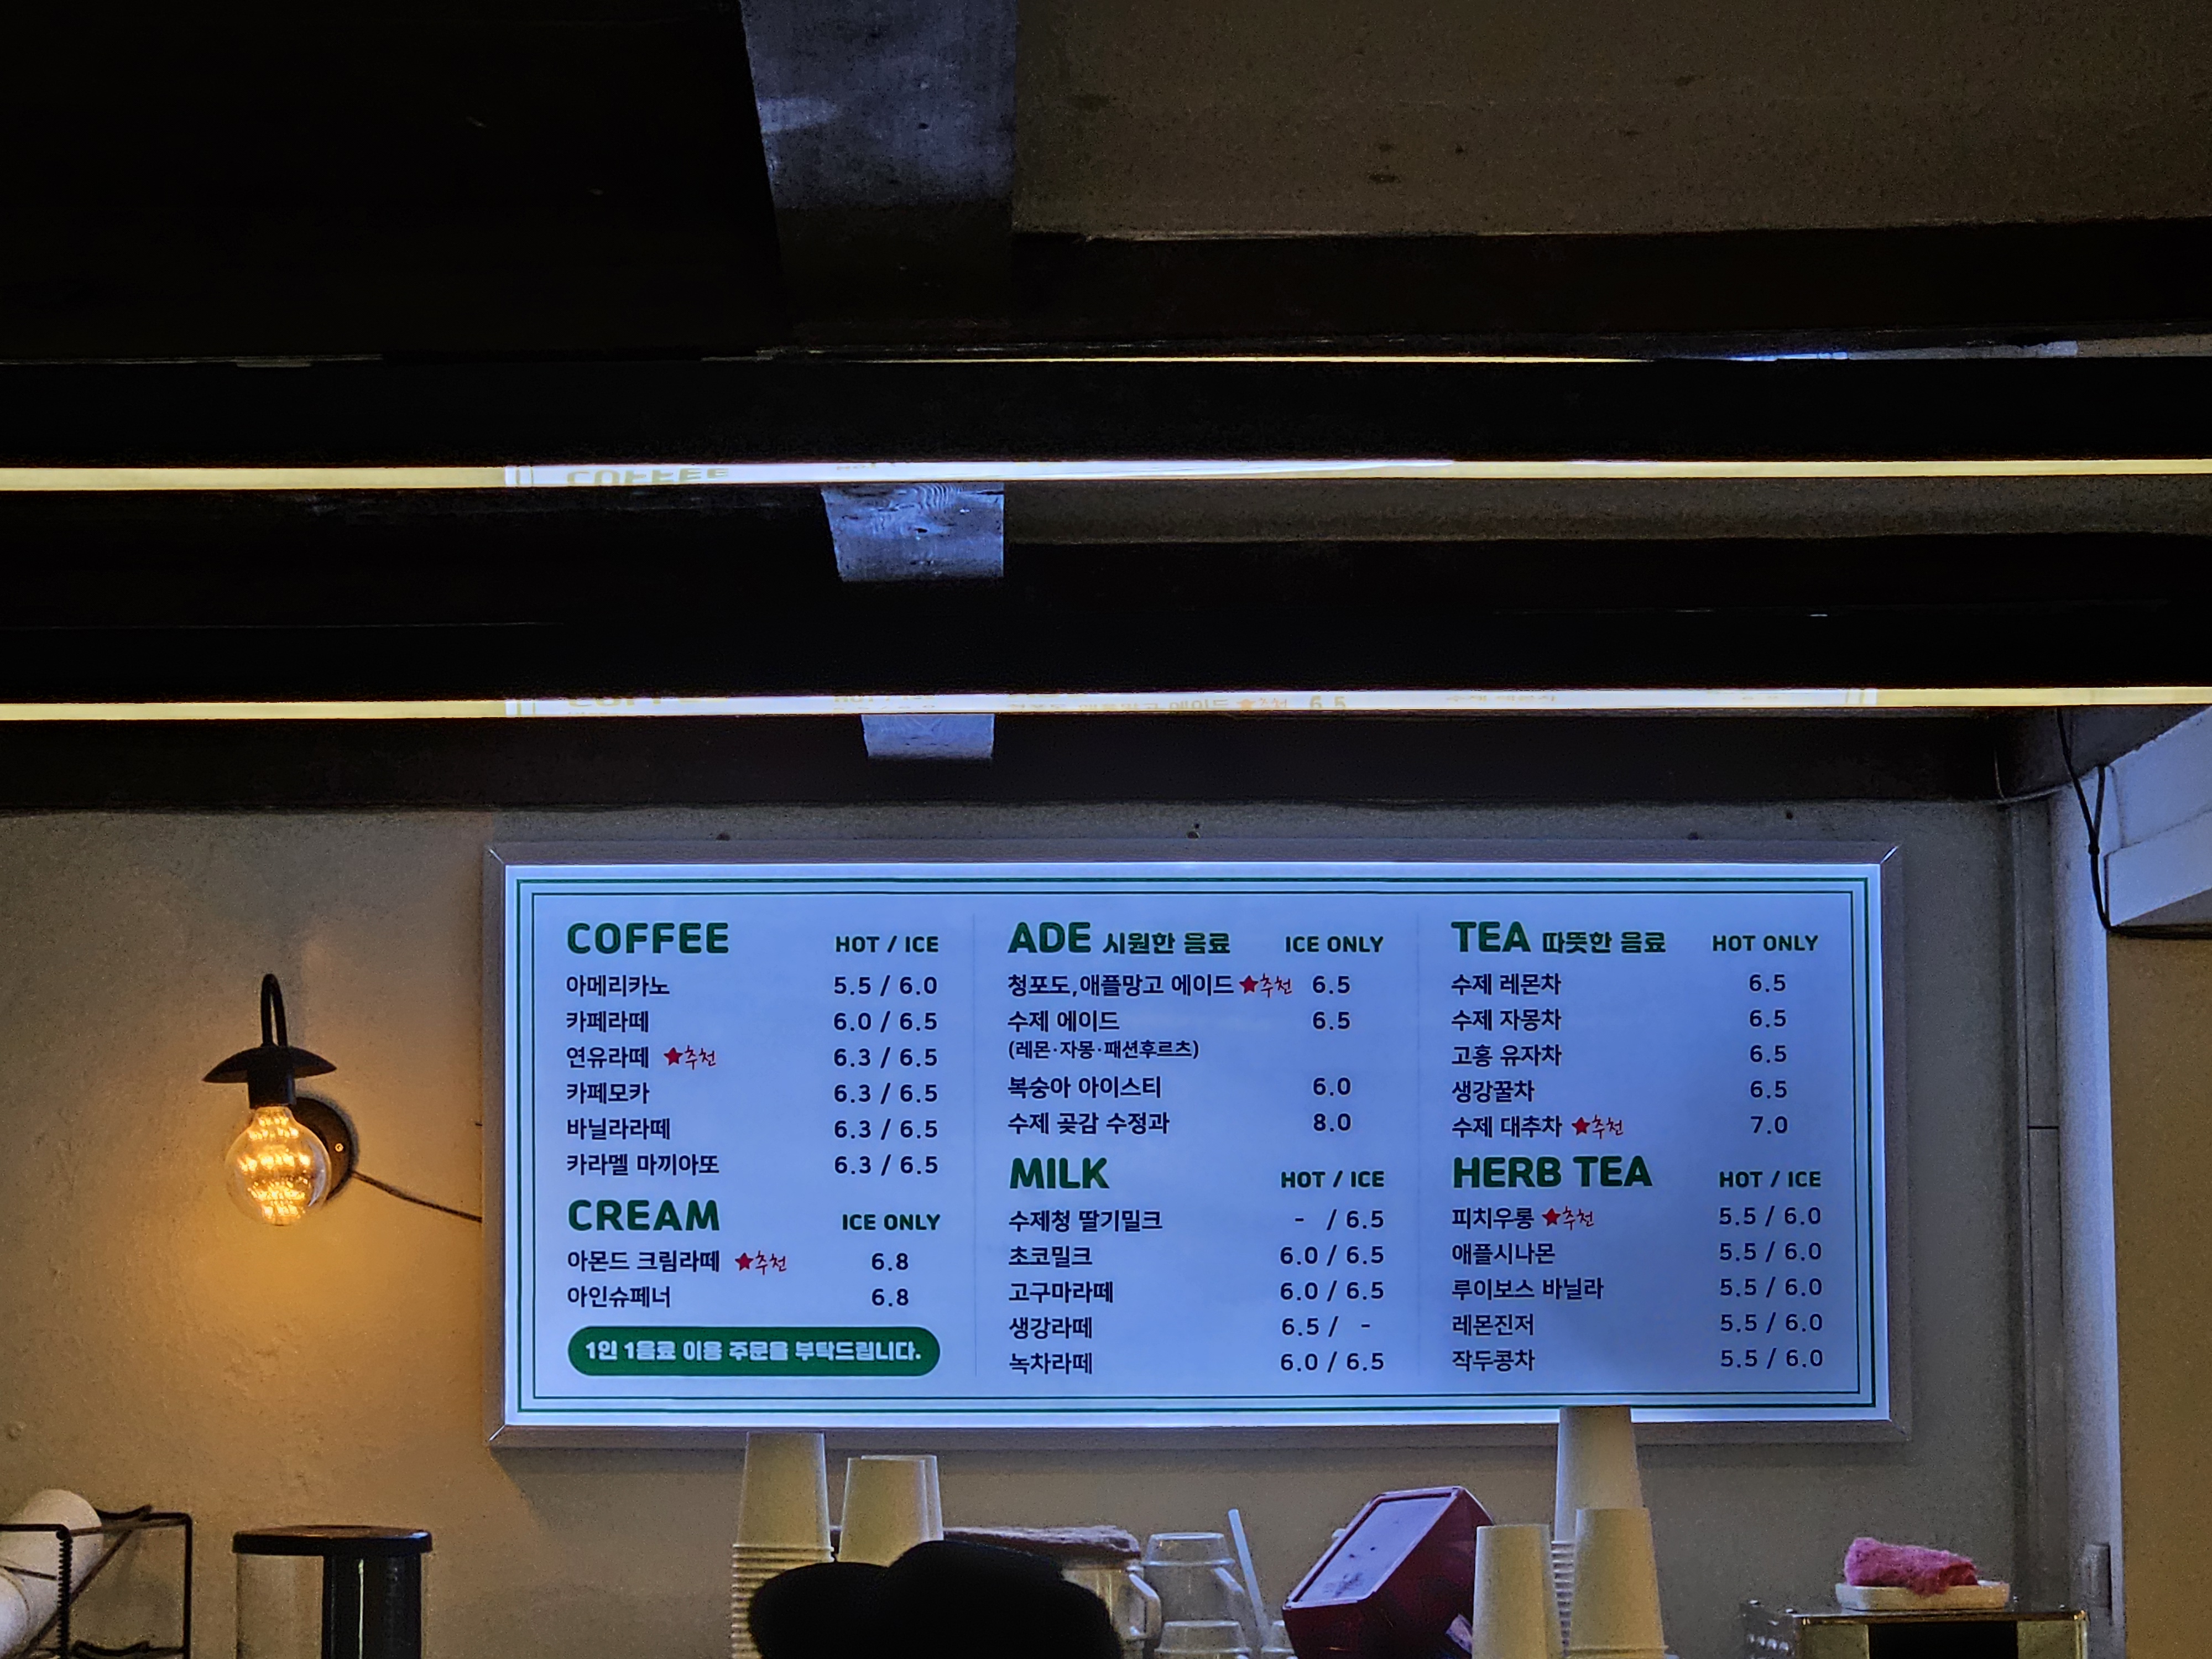 COFFEE HOT / ICE
아메리카노 5.5 / 6.0
카페라떼 6.0 / 6.5
연유라떼 ★추천 6.3 / 6.5
카페모카 6.3 / 6.5
바닐라라떼 6.3 / 6.5
카라멜 마끼아또 6.3 / 6.5
CREAM ICE ONLY
아몬드 크림라떼 ★추천 6.8
아인슈페너 6.8
1인 1음료 이용 주문을 부탁드립니다.
ADE 시원한 음료 ICE ONLY
청포도,애플망고 에이드 ★추천 6.5
수제 에이드 6.5
(레몬·자몽·패션후르츠)
복숭아 아이스티 6.0
수제 곶감 수정과 8.0
MILK HOT / ICE
수제청 딸기밀크 - / 6.5
초코밀크 6.0 / 6.5
고구마라떼 6.0 / 6.5
생강라떼 6.5 / -
녹차라떼 6.0 / 6.5
TEA 따뜻한 음료 HOT ONLY
수제 레몬차 6.5
수제 자몽차 6.5
고흥 유자차 6.5
생강꿀차 6.5
수제 대추차 ★추천 7.0
HERB TEA HOT / ICE
피치우롱 ★추천 5.5 / 6.0
애플시나몬 5.5 / 6.0
루이보스 바닐라 5.5 / 6.0
레몬진저 5.5 / 6.0
작두콩차 5.5 / 6.0